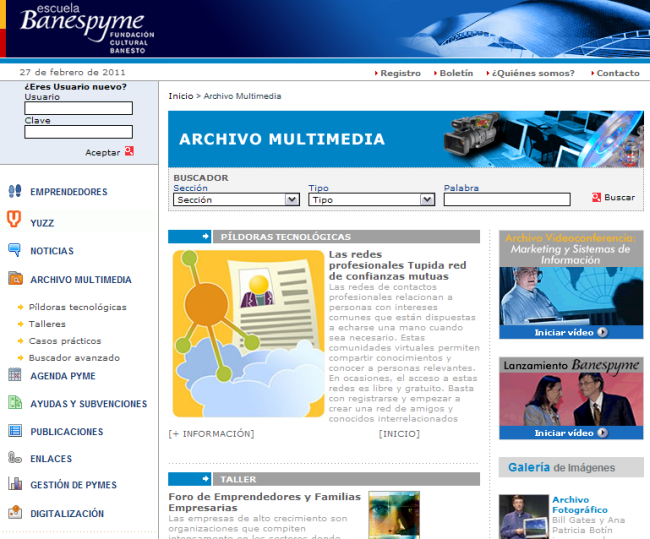 escuela
Banespyme
FUNDACIÓN
CULTURAL
BANESTO
27 de febrero de 2011
Registro
Boletín
¿Quiénes somos?
Contacto
¿Eres Usuario nuevo?
Usuario
Clave
Aceptar
EMPRENDEDORES
YUZZ
NOTICIAS
ARCHIVO MULTIMEDIA
Píldoras tecnológicas
Talleres
Casos prácticos
Buscador avanzado
AGENDA PYME
AYUDAS Y SUBVENCIONES
PUBLICACIONES
ENLACES
GESTIÓN DE PYMES
DIGITALIZACIÓN
Inicio > Archivo Multimedia
ARCHIVO MULTIMEDIA
BUSCADOR
Sección
Tipo
Palabra
Sección
Tipo
Buscar
PÍLDORAS TECNOLÓGICAS
Las redes
profesionales Tupida red
de confianzas mutuas
Las redes de contactos
profesionales relacionan a
personas con intereses
comunes que están dispuestas
a echarse una mano cuando
sea necesario. Estas
comunidades virtuales permiten
compartir conocimientos y
conocer a personas relevantes.
En ocasiones, el acceso a estas
redes es libre y gratuito. Basta
con registrarse y empezar a
crear una red de amigos y
conocidos interrelacionados
[+ INFORMACIÓN]
[INICIO]
TALLER
Foro de Emprendedores y Familias
Empresarias
Las empresas de alto crecimiento son
organizaciones que compiten
intensamente en los sectores donde
Archivo Videoconferencia:
Marketing y Sistemas de
Información
Iniciar vídeo
Lanzamiento Banespyme
Iniciar vídeo
Galería de Imágenes
Archivo
Fotográfico
Bill Gates y Ana
Patricia Botín